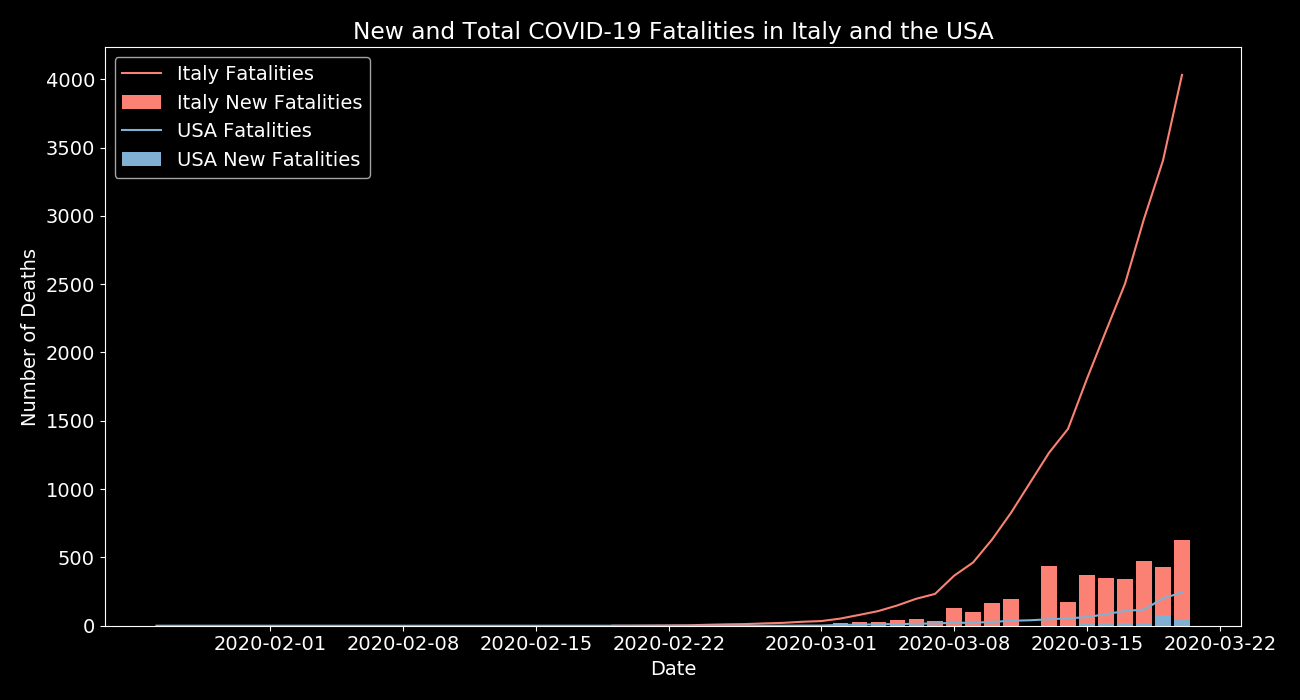 New and Total COVID-19 Fatalities in Italy and the USA
Italy Fatalities
Italy New Fatalities
USA Fatalities
USA New Fatalities
Number of Deaths
4000
3500
3000
2500
2000
1500
1000
500
0
2020-02-01 2020-02-08 2020-02-15 2020-02-22 2020-03-01 2020-03-08 2020-03-15 2020-03-22
Date